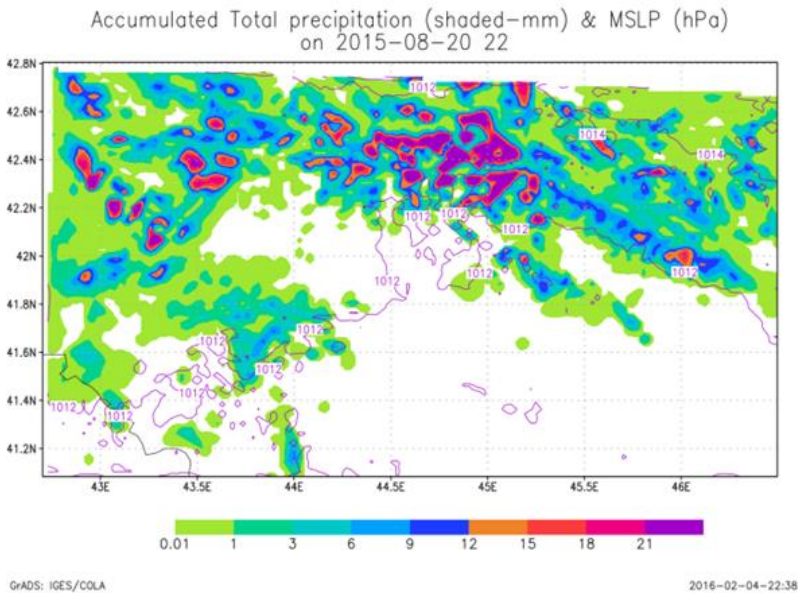 Accumulated Total precipitation (shaded-mm) & MSLP (hPa)
on 2015-08-20 22
42.8N
42.6N
42.4N
42.2N
42N
41.8N
41.6N
41.4N
41.2N
1012
1014
1014
1012
1012
1012
1012
1012
1012
1012
1012
1012
1012
1012
1012
43E
43.5E
44E
44.5E
45E
45.5E
46E
0.01 1 3 6 9 12 15 18 21
GrADS: IGES/COLA
2016-02-04-22:38